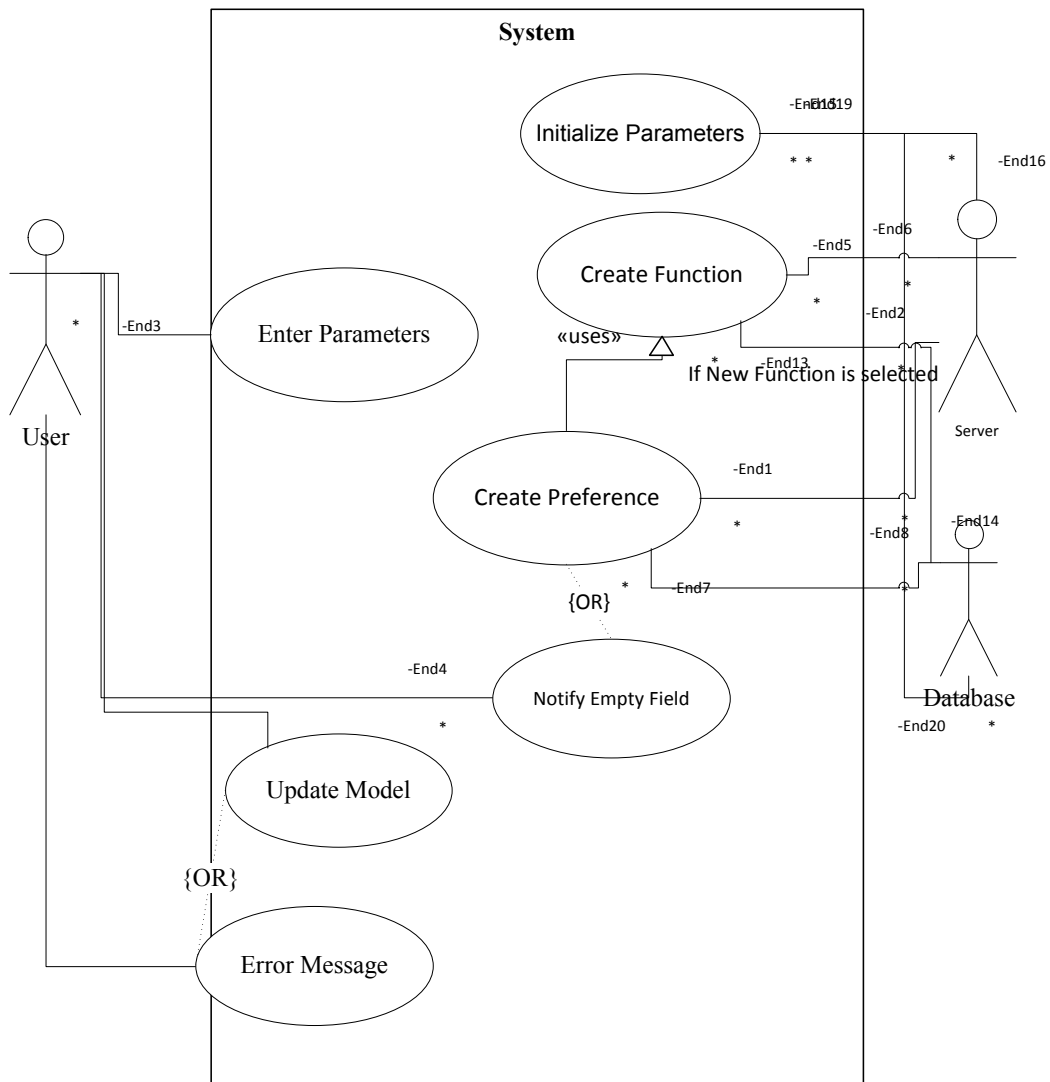 System
-End15-End19
Initialize Parameters
* *
*
-End16
-End6
-End5
Create Function
*
*
*
-End3
Enter Parameters
-End2
«uses»
*
-End13
*
If New Function is selected
User
Server
-End1
Create Preference
*
*
-End14
-End8
*
-End7
*
{OR}
-End4
Notify Empty Field
Database
*
-End20
*
Update Model
{OR}
Error Message